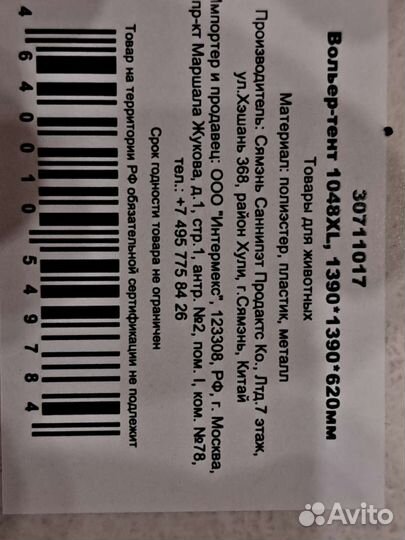 30711017
Вольер-тент 1048XL, 1390*1390*620мм
Товары для животных
Материал: полиэстер, пластик, металл
Производитель: Сямэнь Саннипэт Продактс Ко., Лтд.7 этаж,
ул.Хэшань 368, район Хули, г.Сямэнь, Китай
Импортер и продавец: ООО "Интермекс", 123308, РФ, г. Москва,
пр-кт Маршала Жукова, д.1, стр.1, антр. №2, пом. I, ком. №78,
тел.: +7 495 775 84 26
Срок годности товара не ограничен
Товар на территории РФ обязательной сертификации не подлежит
4 640010 549784
Avito